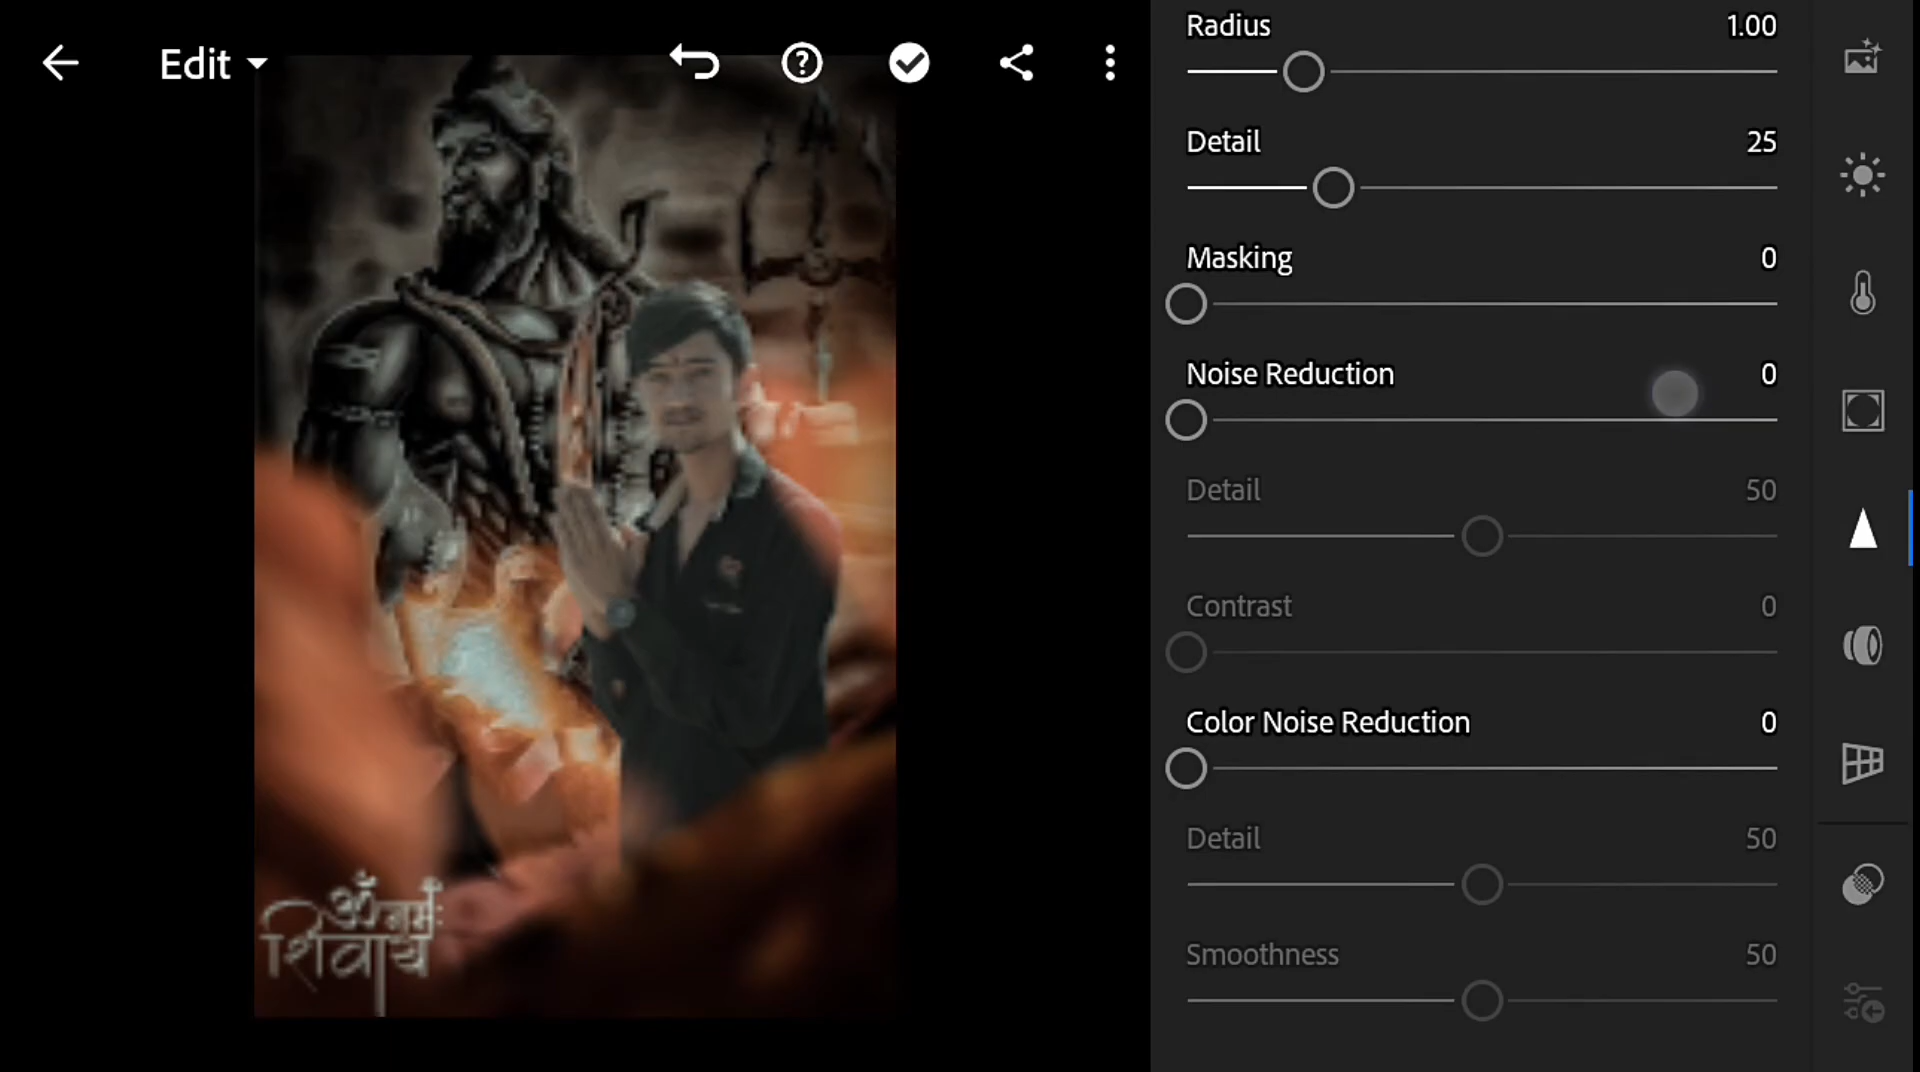 Edit
Radius 1.00
Detail 25
Masking 0
Noise Reduction 0
Detail 50
Contrast 0
Color Noise Reduction 0
Detail 50
Smoothness 50
ॐ नमः
शिवाय